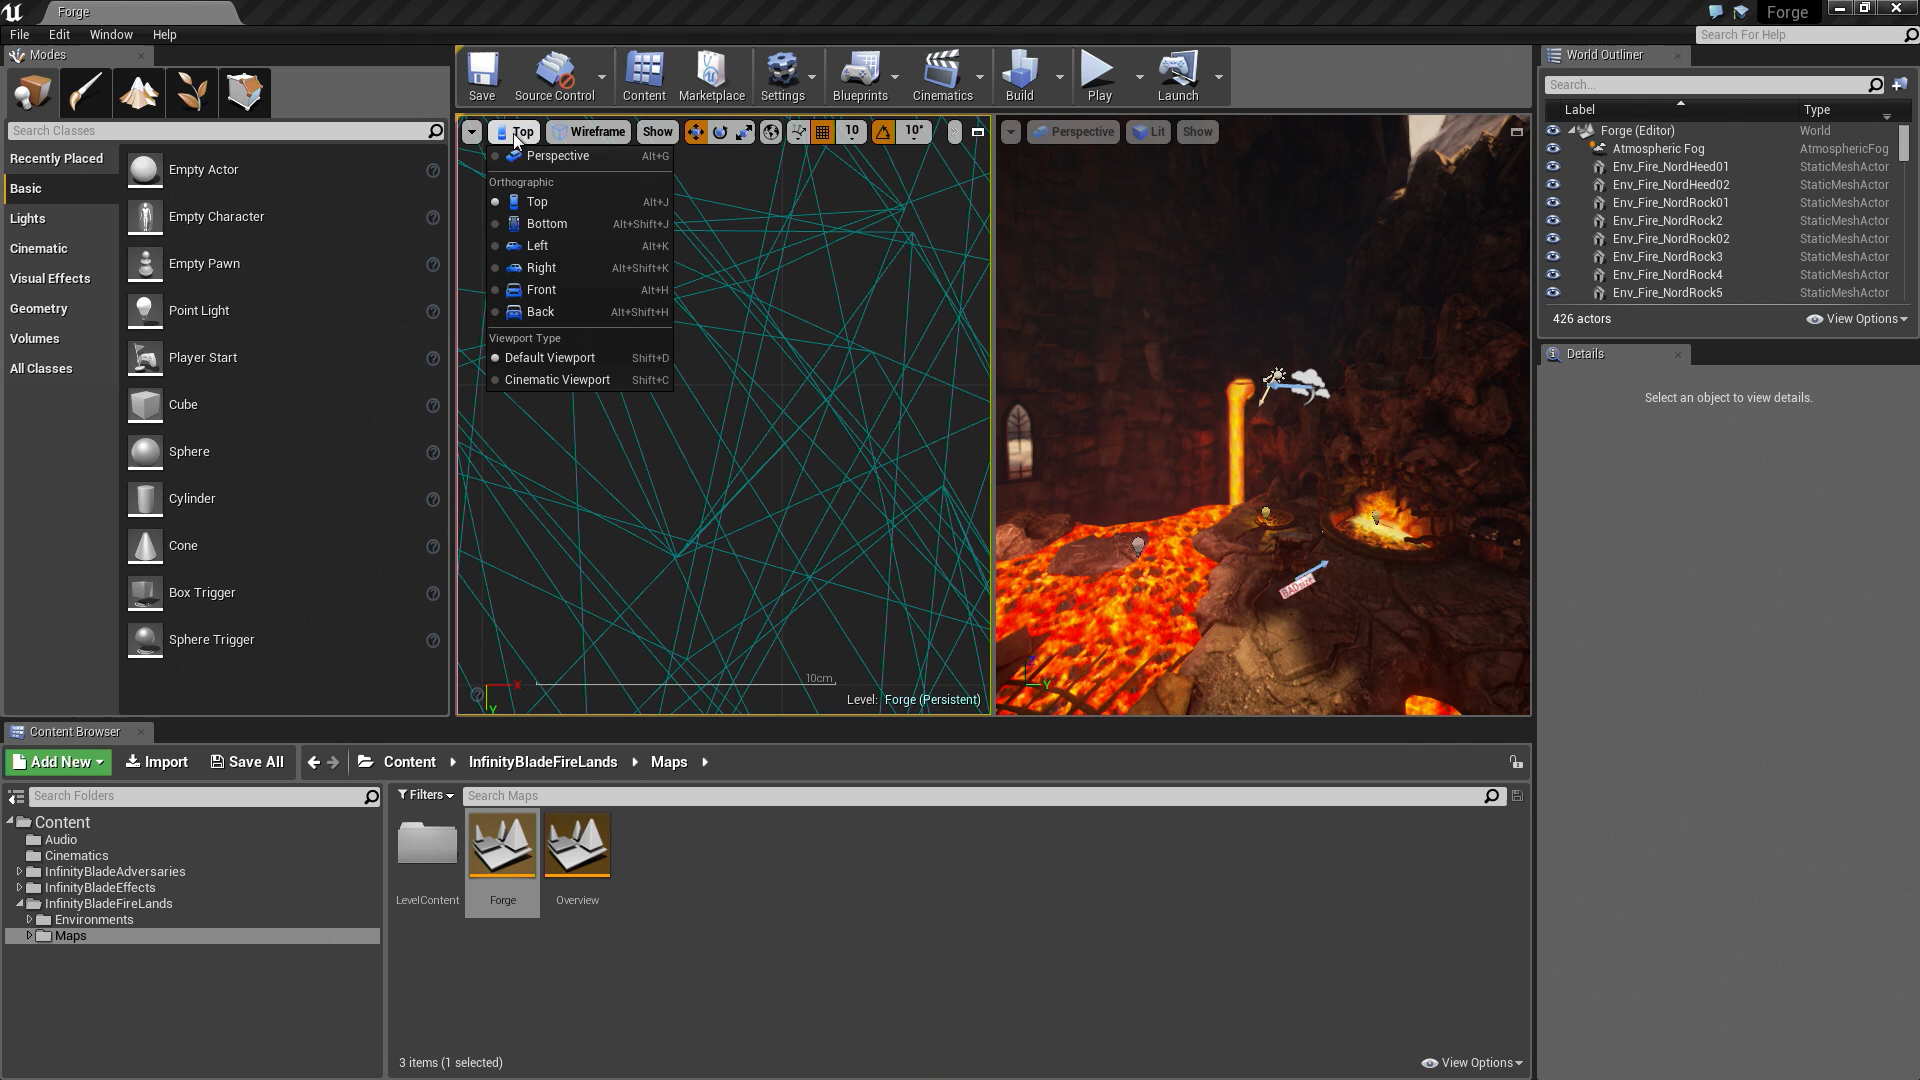 Forge
Forge
File Edit Window Help
Search For Help
Modes
Search Classes
Recently Placed
Basic
Lights
Cinematic
Visual Effects
Geometry
Volumes
All Classes
Empty Actor
Empty Character
Empty Pawn
Point Light
Player Start
Cube
Sphere
Cylinder
Cone
Box Trigger
Sphere Trigger
Save Source Control Content Marketplace Settings Blueprints Cinematics Build Play Launch
Top Wireframe Show 10 10°
Perspective Alt+G
Orthographic
Top Alt+J
Bottom Alt+Shift+J
Left Alt+K
Right Alt+Shift+K
Front Alt+H
Back Alt+Shift+H
Viewport Type
Default Viewport Shift+D
Cinematic Viewport Shift+C
10cm
X
Y
Level: Forge (Persistent)
Perspective Lit Show
BADsize
Z
Y
World Outliner
Search...
Label Type
Forge (Editor) World
Atmospheric Fog AtmosphericFog
Env_Fire_NordHeed01 StaticMeshActor
Env_Fire_NordHeed02 StaticMeshActor
Env_Fire_NordRock01 StaticMeshActor
Env_Fire_NordRock2 StaticMeshActor
Env_Fire_NordRock02 StaticMeshActor
Env_Fire_NordRock3 StaticMeshActor
Env_Fire_NordRock4 StaticMeshActor
Env_Fire_NordRock5 StaticMeshActor
426 actors View Options
Details
Select an object to view details.
Content Browser
Add New Import Save All Content InfinityBladeFireLands Maps
Search Folders
Content
Audio
Cinematics
InfinityBladeAdversaries
InfinityBladeEffects
InfinityBladeFireLands
Environments
Maps
Filters Search Maps
LevelContent Forge Overview
3 items (1 selected) View Options